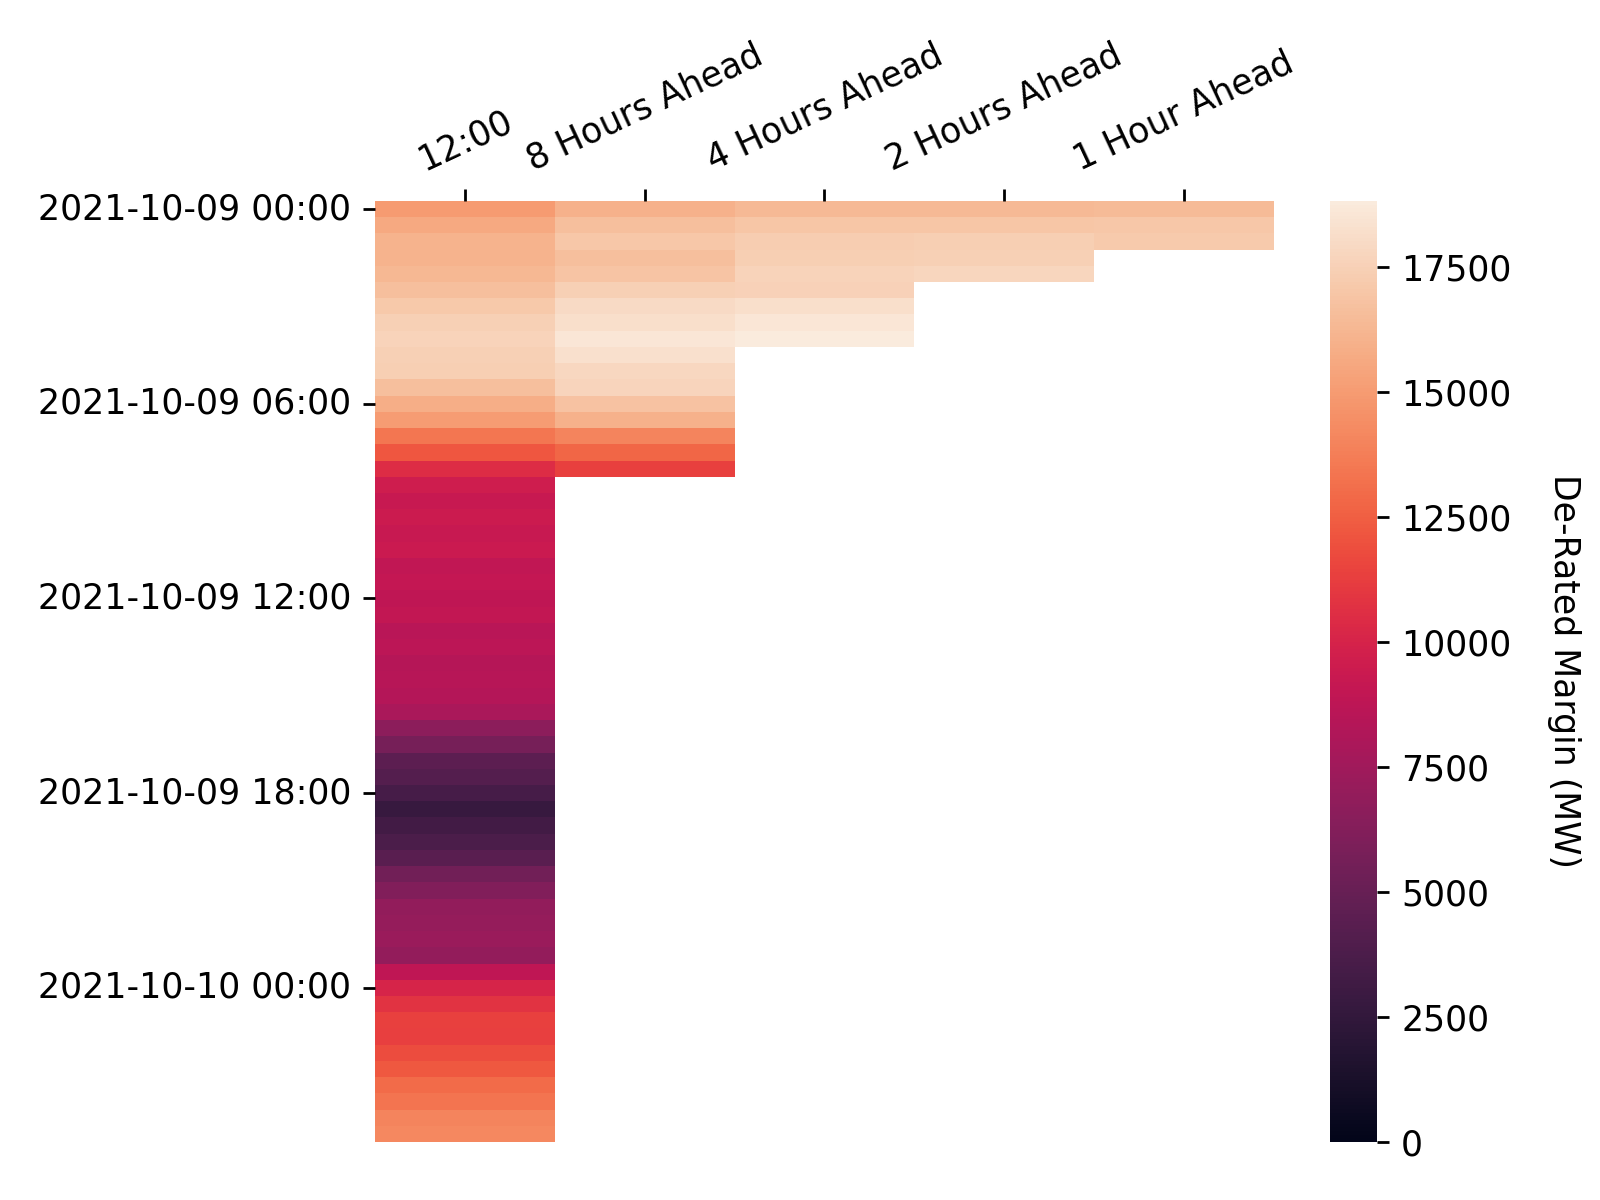 12:00
8 Hours Ahead
4 Hours Ahead
2 Hours Ahead
1 Hour Ahead
2021-10-09 00:00
2021-10-09 06:00
2021-10-09 12:00
2021-10-09 18:00
2021-10-10 00:00
17500
15000
12500
10000
7500
5000
2500
0
De-Rated Margin (MW)